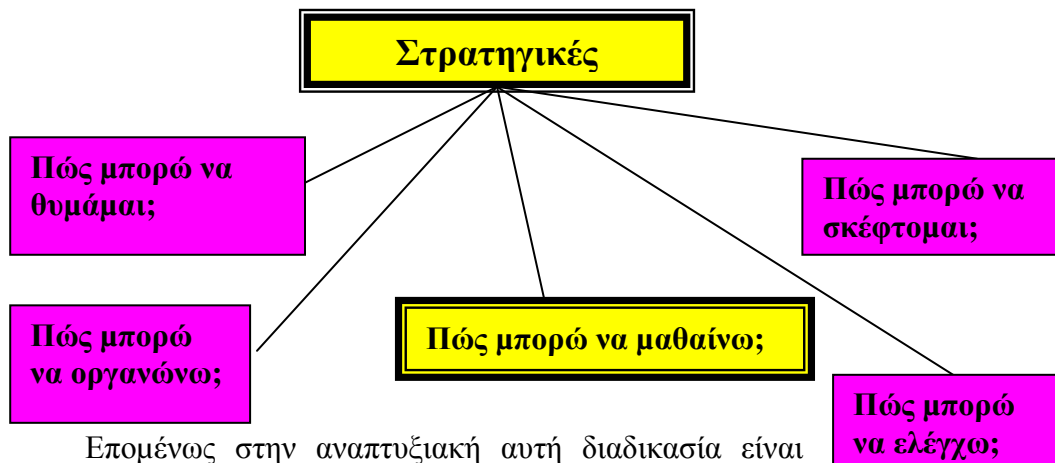 Στρατηγικές
Πώς μπορώ να
θυμάμαι;
Πώς μπορώ να
σκέφτομαι;
Πώς μπορώ
να οργανώνω;
Πώς μπορώ να μαθαίνω;
Πώς μπορώ
να ελέγχω;
Επομένως στην αναπτυξιακή αυτή διαδικασία είναι